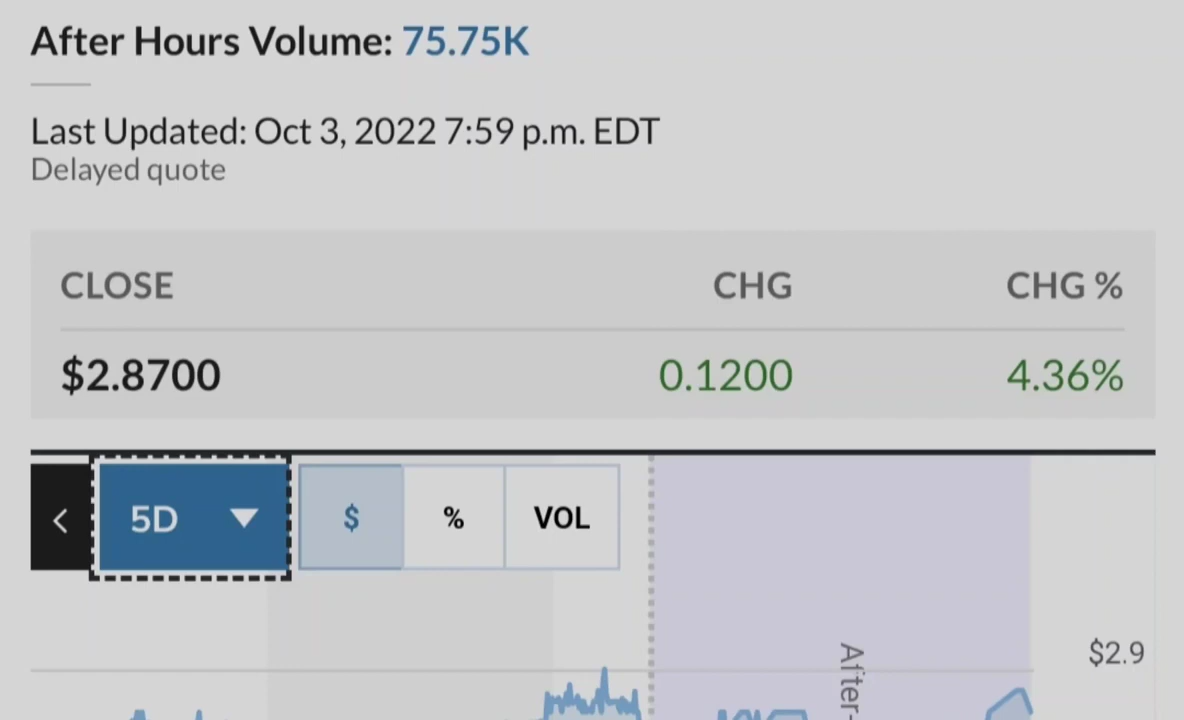 After Hours Volume: 75.75K
Last Updated: Oct 3, 2022 7:59 p.m. EDT
Delayed quote
CLOSE CHG CHG %
$2.8700 0.1200 4.36%
5D $ % VOL
$2.9
After-